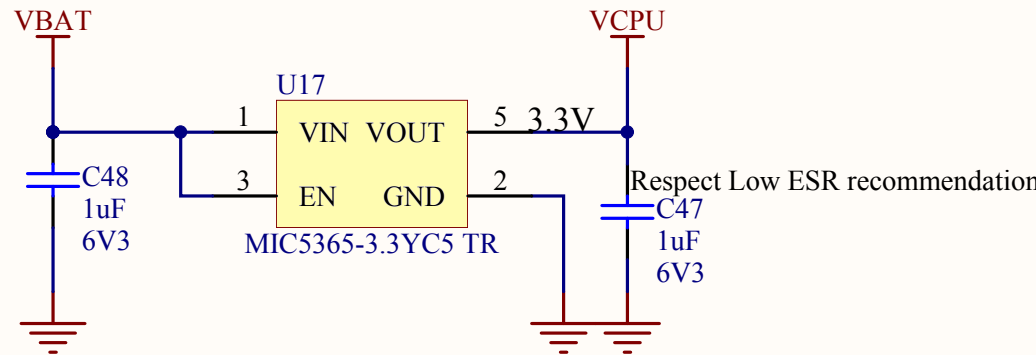 VBAT
VCPU
U17
1
VIN
VOUT
5
3.3V
3
EN
GND
2
C48
1uF
6V3
MIC5365-3.3YC5 TR
Respect Low ESR recommendation
C47
1uF
6V3